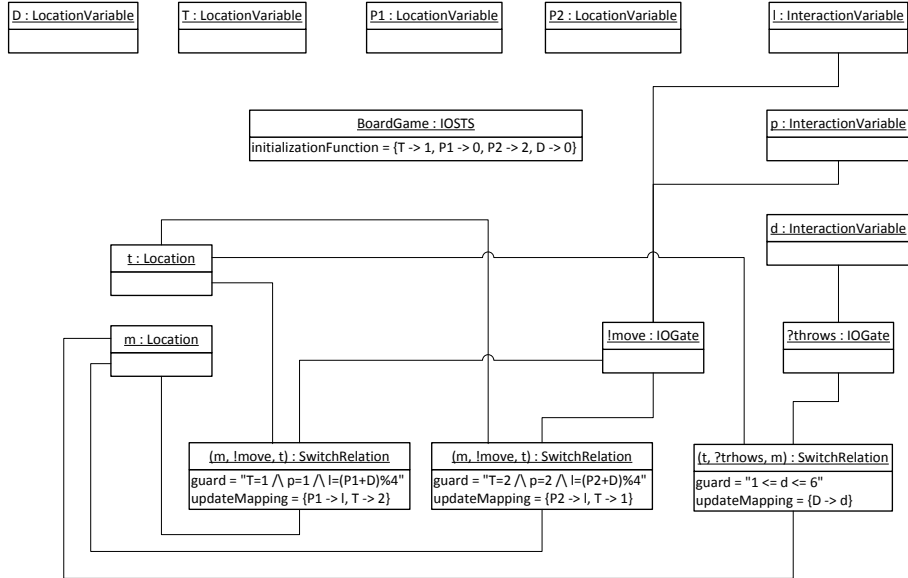 D : LocationVariable
T : LocationVariable
P1 : LocationVariable
P2 : LocationVariable
l : InteractionVariable
BoardGame : IOSTS
initializationFunction = {T -> 1, P1 -> 0, P2 -> 2, D -> 0}
p : InteractionVariable
d : InteractionVariable
t : Location
m : Location
!move : IOGate
?throws : IOGate
(m, !move, t) : SwitchRelation
guard = "T=1 /\ p=1 /\ l=(P1+D)%4"
updateMapping = {P1 -> l, T -> 2}
(m, !move, t) : SwitchRelation
guard = "T=2 /\ p=2 /\ l=(P2+D)%4"
updateMapping = {P2 -> l, T -> 1}
(t, ?trhows, m) : SwitchRelation
guard = "1 <= d <= 6"
updateMapping = {D -> d}